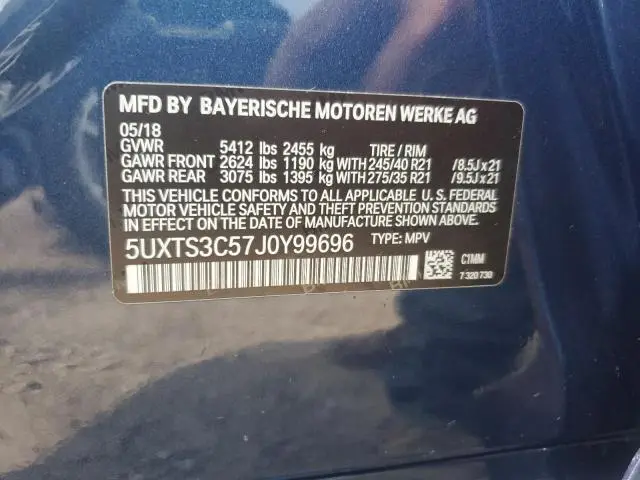 MFD BY BAYERISCHE MOTOREN WERKE AG
05/18
GVWR 5412 lbs 2455 kg TIRE / RIM
GAWR FRONT 2624 lbs 1190 kg WITH 245/40 R21 /8.5J x 21
GAWR REAR 3075 lbs 1395 kg WITH 275/35 R21 /9.5J x 21
THIS VEHICLE CONFORMS TO ALL APPLICABLE U.S. FEDERAL
MOTOR VEHICLE SAFETY AND THEFT PREVENTION STANDARDS
IN EFFECT ON THE DATE OF MANUFACTURE SHOWN ABOVE.
5UXTS3C57J0Y99696 TYPE: MPV
C1MM
7 320 730